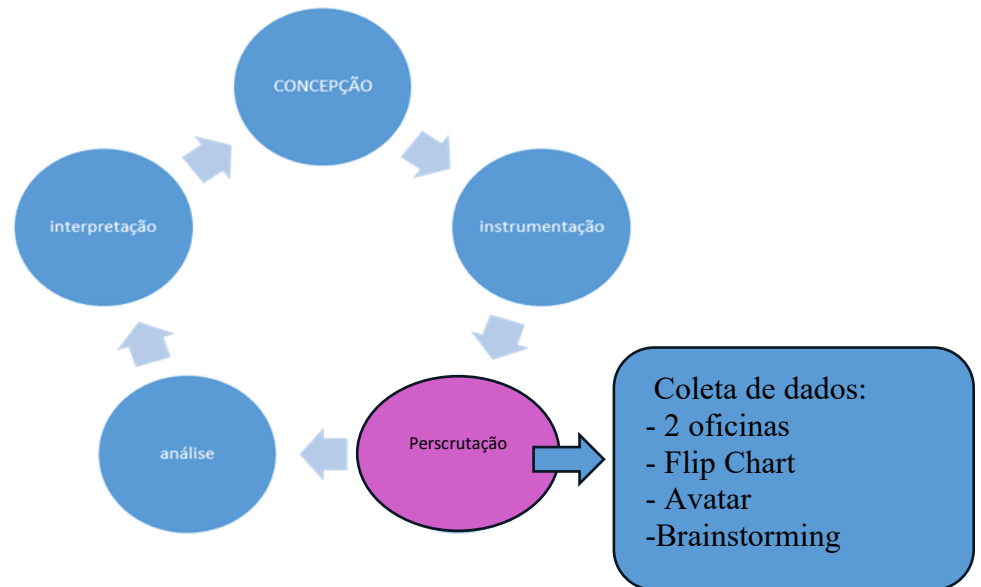 CONCEPÇÃO
interpretação
instrumentação
análise
Perscrutação
Coleta de dados:
- 2 oficinas
- Flip Chart
- Avatar
-Brainstorming